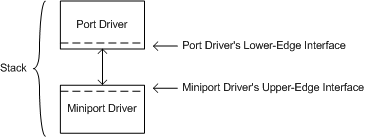 Port Driver
Port Driver's Lower-Edge Interface
Stack
Miniport Driver's Upper-Edge Interface
Miniport Driver